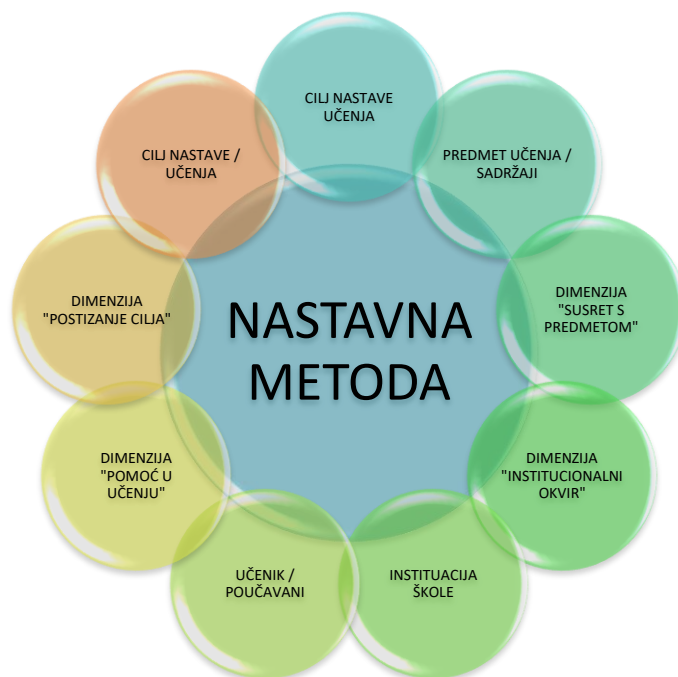 CILJ NASTAVE
UČENJA
PREDMET UČENJA /
SADRŽAJI
DIMENZIJA
"SUSRET S
PREDMETOM"
DIMENZIJA
"INSTITUCIONALNI
OKVIR"
INSTITUACIJA
ŠKOLE
UČENIK /
POUČAVANI
DIMENZIJA
"POMOĆ U
UČENJU"
DIMENZIJA
"POSTIZANJE CILJA"
CILJ NASTAVE /
UČENJA
NASTAVNA
METODA